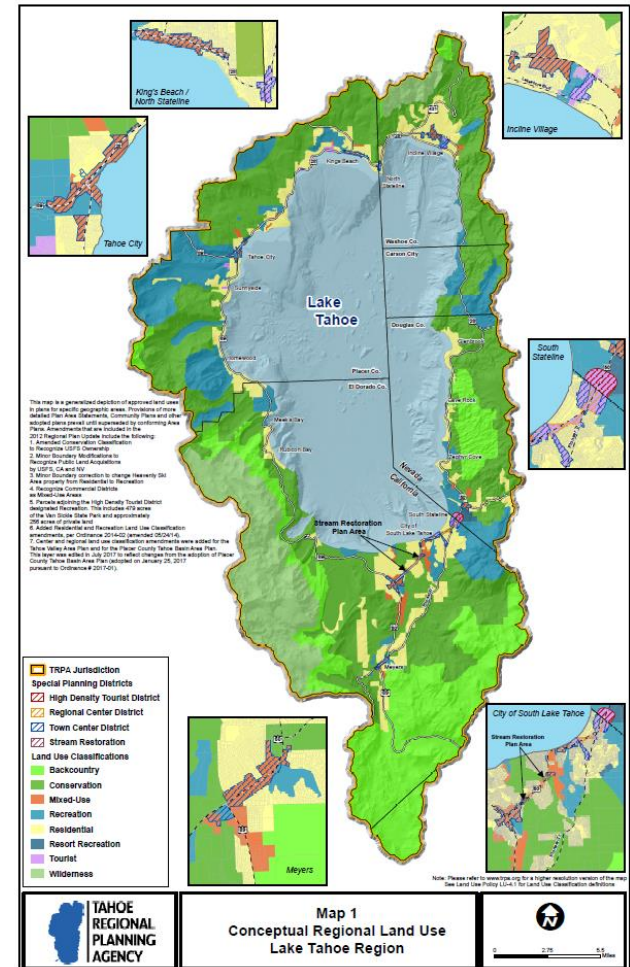 King's Beach /
North Stateline
Incline Village
Tahoe City
Kings Beach
Incline Village
North
Stateline
Washoe Co.
Carson City
Tahoe City
Sunnyside
Lake
Tahoe
Douglas Co.
Glenbrook
South
Stateline
Homewood
Placer Co.
El Dorado Co.
Cave Rock
Meeks Bay
Rubicon Bay
Zephyr Cove
Nevada
California
This map is a generalized depiction of approved land uses
in plans for specific geographic areas. Provisions of more
detailed Plan Area Statements, Community Plans and other
adopted plans prevail until superseded by conforming Area
Plans. Amendments that are included in the
2012 Regional Plan Update include the following:
1. Amended Conservation Classification
to Recognize USFS Ownership
2. Minor Boundary Modifications to
Recognize Public Land Acquisitions
by USFS, CA and NV
3. Minor Boundary correction to change Heavenly Ski
Area property from Residential to Recreation
4. Recognize Commercial Districts
as Mixed-Use Areas
5. Parcels adjoining the High Density Tourist District
designated Recreation. This includes 479 acres
of the Van Sickle State Park and approximately
266 acres of private land
6. Added Residential and Recreation Land Use Classification
amendments, per Ordinance 2014-02 (amended 05/24/14).
7. Center and regional land use classification amendments were added for the
Tahoe Valley Area Plan and for the Placer County Tahoe Basin Area Plan.
This layer was edited in July 2017 to reflect changes from the adoption of Placer
County Tahoe Basin Area Plan (adopted on January 25, 2017
pursuant to Ordinance # 2017-01).
South Stateline
City of
South Lake Tahoe
Stream Restoration
Plan Area
Meyers
TRPA Jurisdiction
Special Planning Districts
High Density Tourist District
Regional Center District
Town Center District
Stream Restoration
Land Use Classifications
Backcountry
Conservation
Mixed-Use
Recreation
Residential
Resort Recreation
Tourist
Wilderness
Meyers
City of South Lake Tahoe
Stream Restoration
Plan Area
Note: Please refer to www.trpa.org for a higher resolution version of the map
See Land Use Policy LU-4.1 for Land Use Classification definitions
TAHOE
REGIONAL
PLANNING
AGENCY
Map 1
Conceptual Regional Land Use
Lake Tahoe Region
N
0 2.75 5.5
Miles